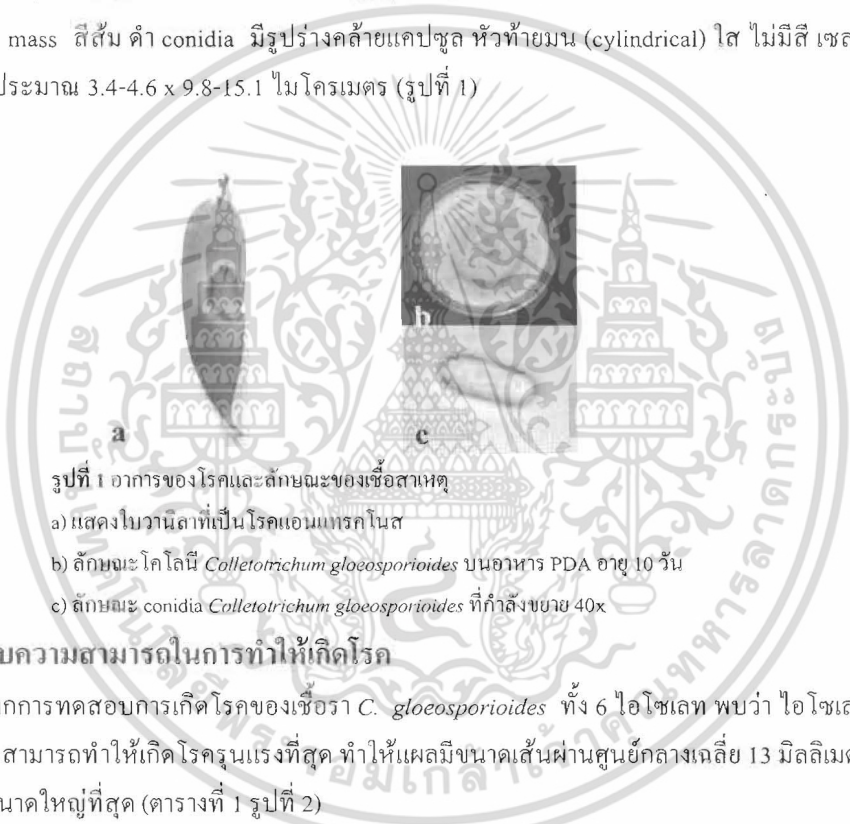 mass สีส้ม ดำ conidia มีรูปร่างคล้ายแคปซูล หัวท้ายมน (cylindrical) ใส ไม่มีสี เซล
ประมาณ 3.4-4.6 x 9.8-15.1 ไมโครเมตร (รูปที่ 1)
a
b
c
รูปที่ 1 อาการของโรคและลักษณะของเชื้อสาเหตุ
a) แสดงใบวานิลาที่เป็นโรคแอนแทรคโนส
b) ลักษณะโคโลนี Colletotrichum gloeosporioides บนอาหาร PDA อายุ 10 วัน
c) ลักษณะ conidia Colletotrichum gloeosporioides ที่กำลังขยาย 40x
บความสามารถในการทำให้เกิดโรค
กการทดสอบการเกิดโรคของเชื้อรา C. gloeosporioides ทั้ง 6 ไอโซเลท พบว่า ไอโซเล
สามารถทำให้เกิดโรครุนแรงที่สุด ทำให้แผลมีขนาดเส้นผ่านศูนย์กลางเฉลี่ย 13 มิลลิเมต
นาดใหญ่ที่สุด (ตารางที่ 1 รูปที่ 2)